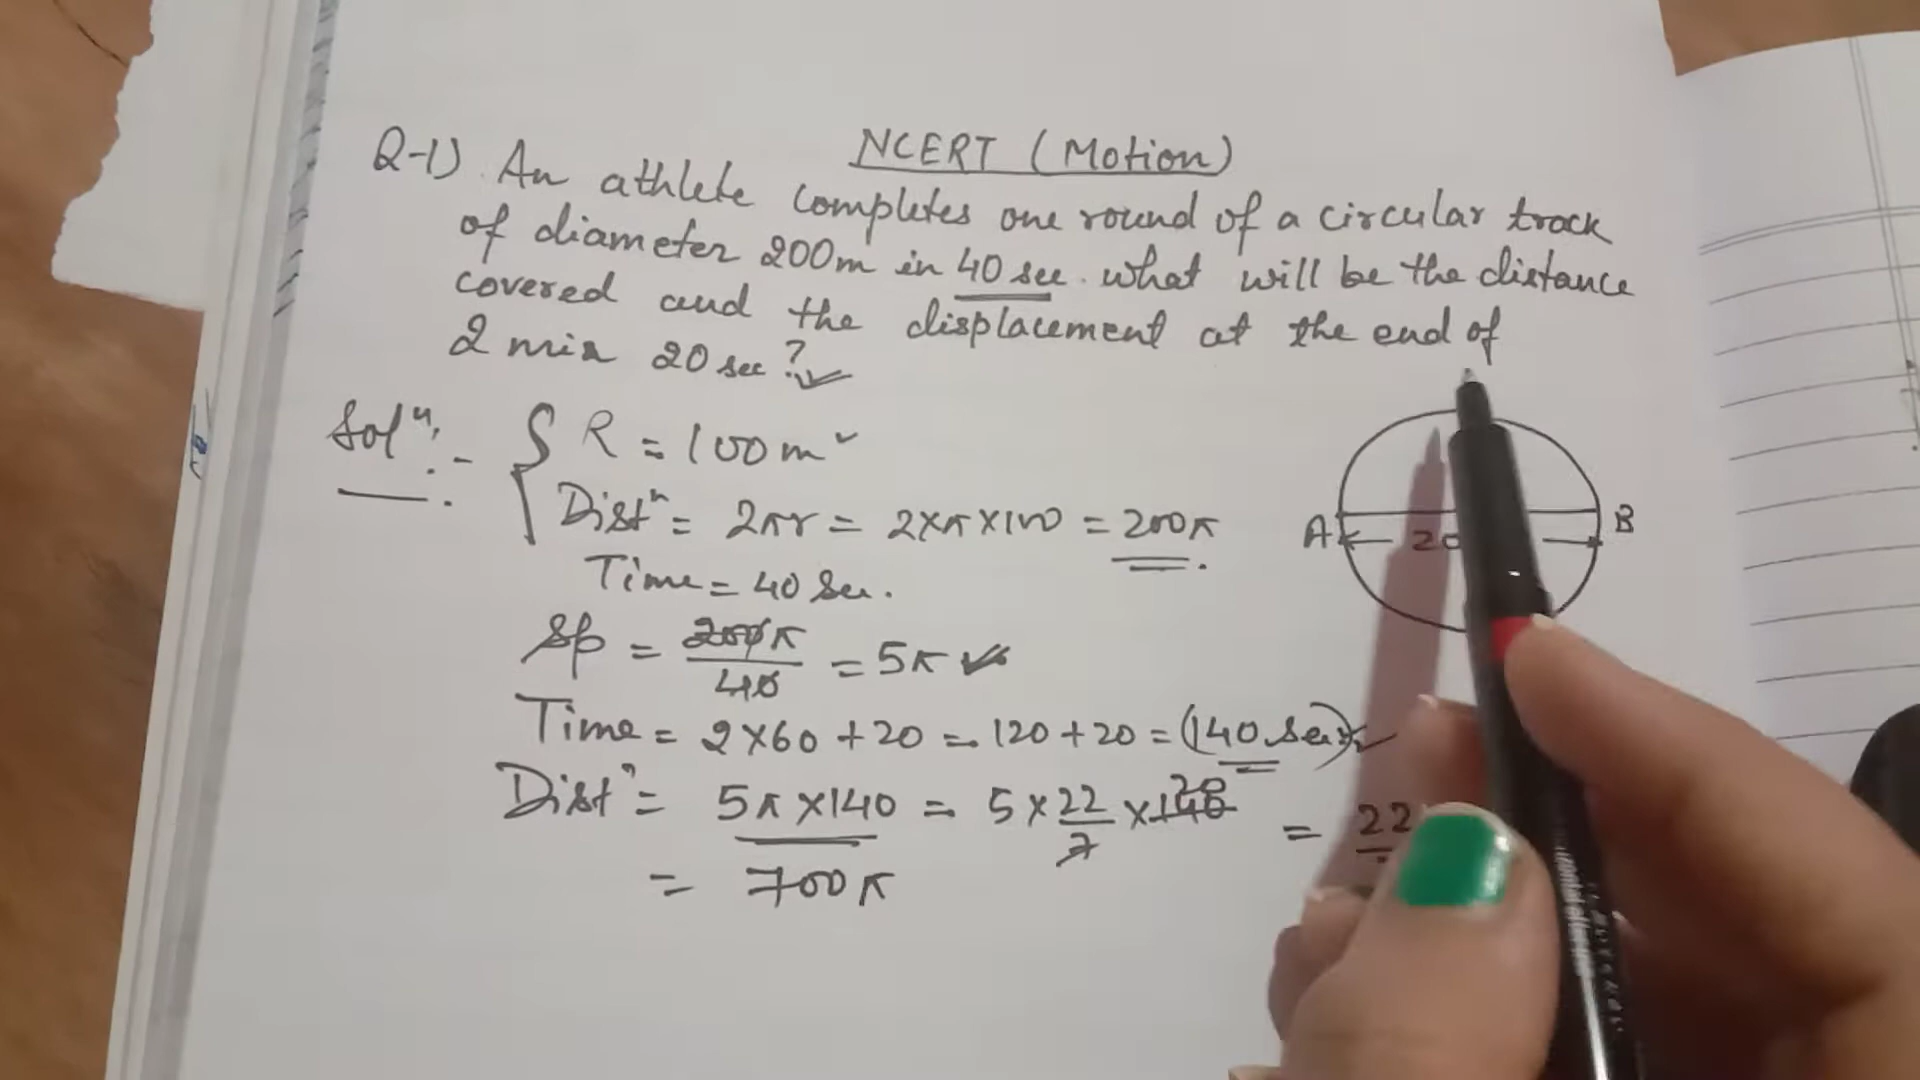 NCERT (Motion)
Q-1) An athlete completes one round of a circular track
of diameter 200m in 40 sec. what will be the distance
covered and the displacement at the end of
2 min 20 sec?
Solⁿ:-
R = 100m
Distⁿ = 2πr = 2×π×100 = 200π
Time = 40 Sec.
A B
20
Sp = 200π/40 = 5π
Time = 2×60+20 = 120+20 = (140 sec)
Distⁿ = 5π×140 = 5×22/7×140 20 = 22
= 700π